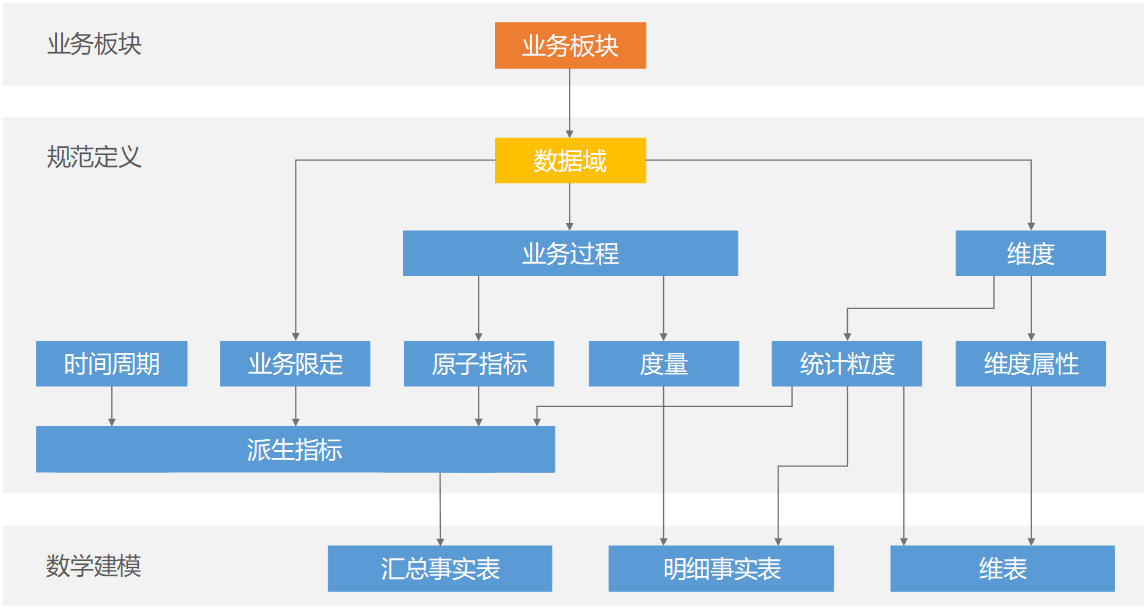 业务板块
业务板块
规范定义
数据域
业务过程
维度
时间周期
业务限定
原子指标
度量
统计粒度
维度属性
派生指标
数学建模
汇总事实表
明细事实表
维表